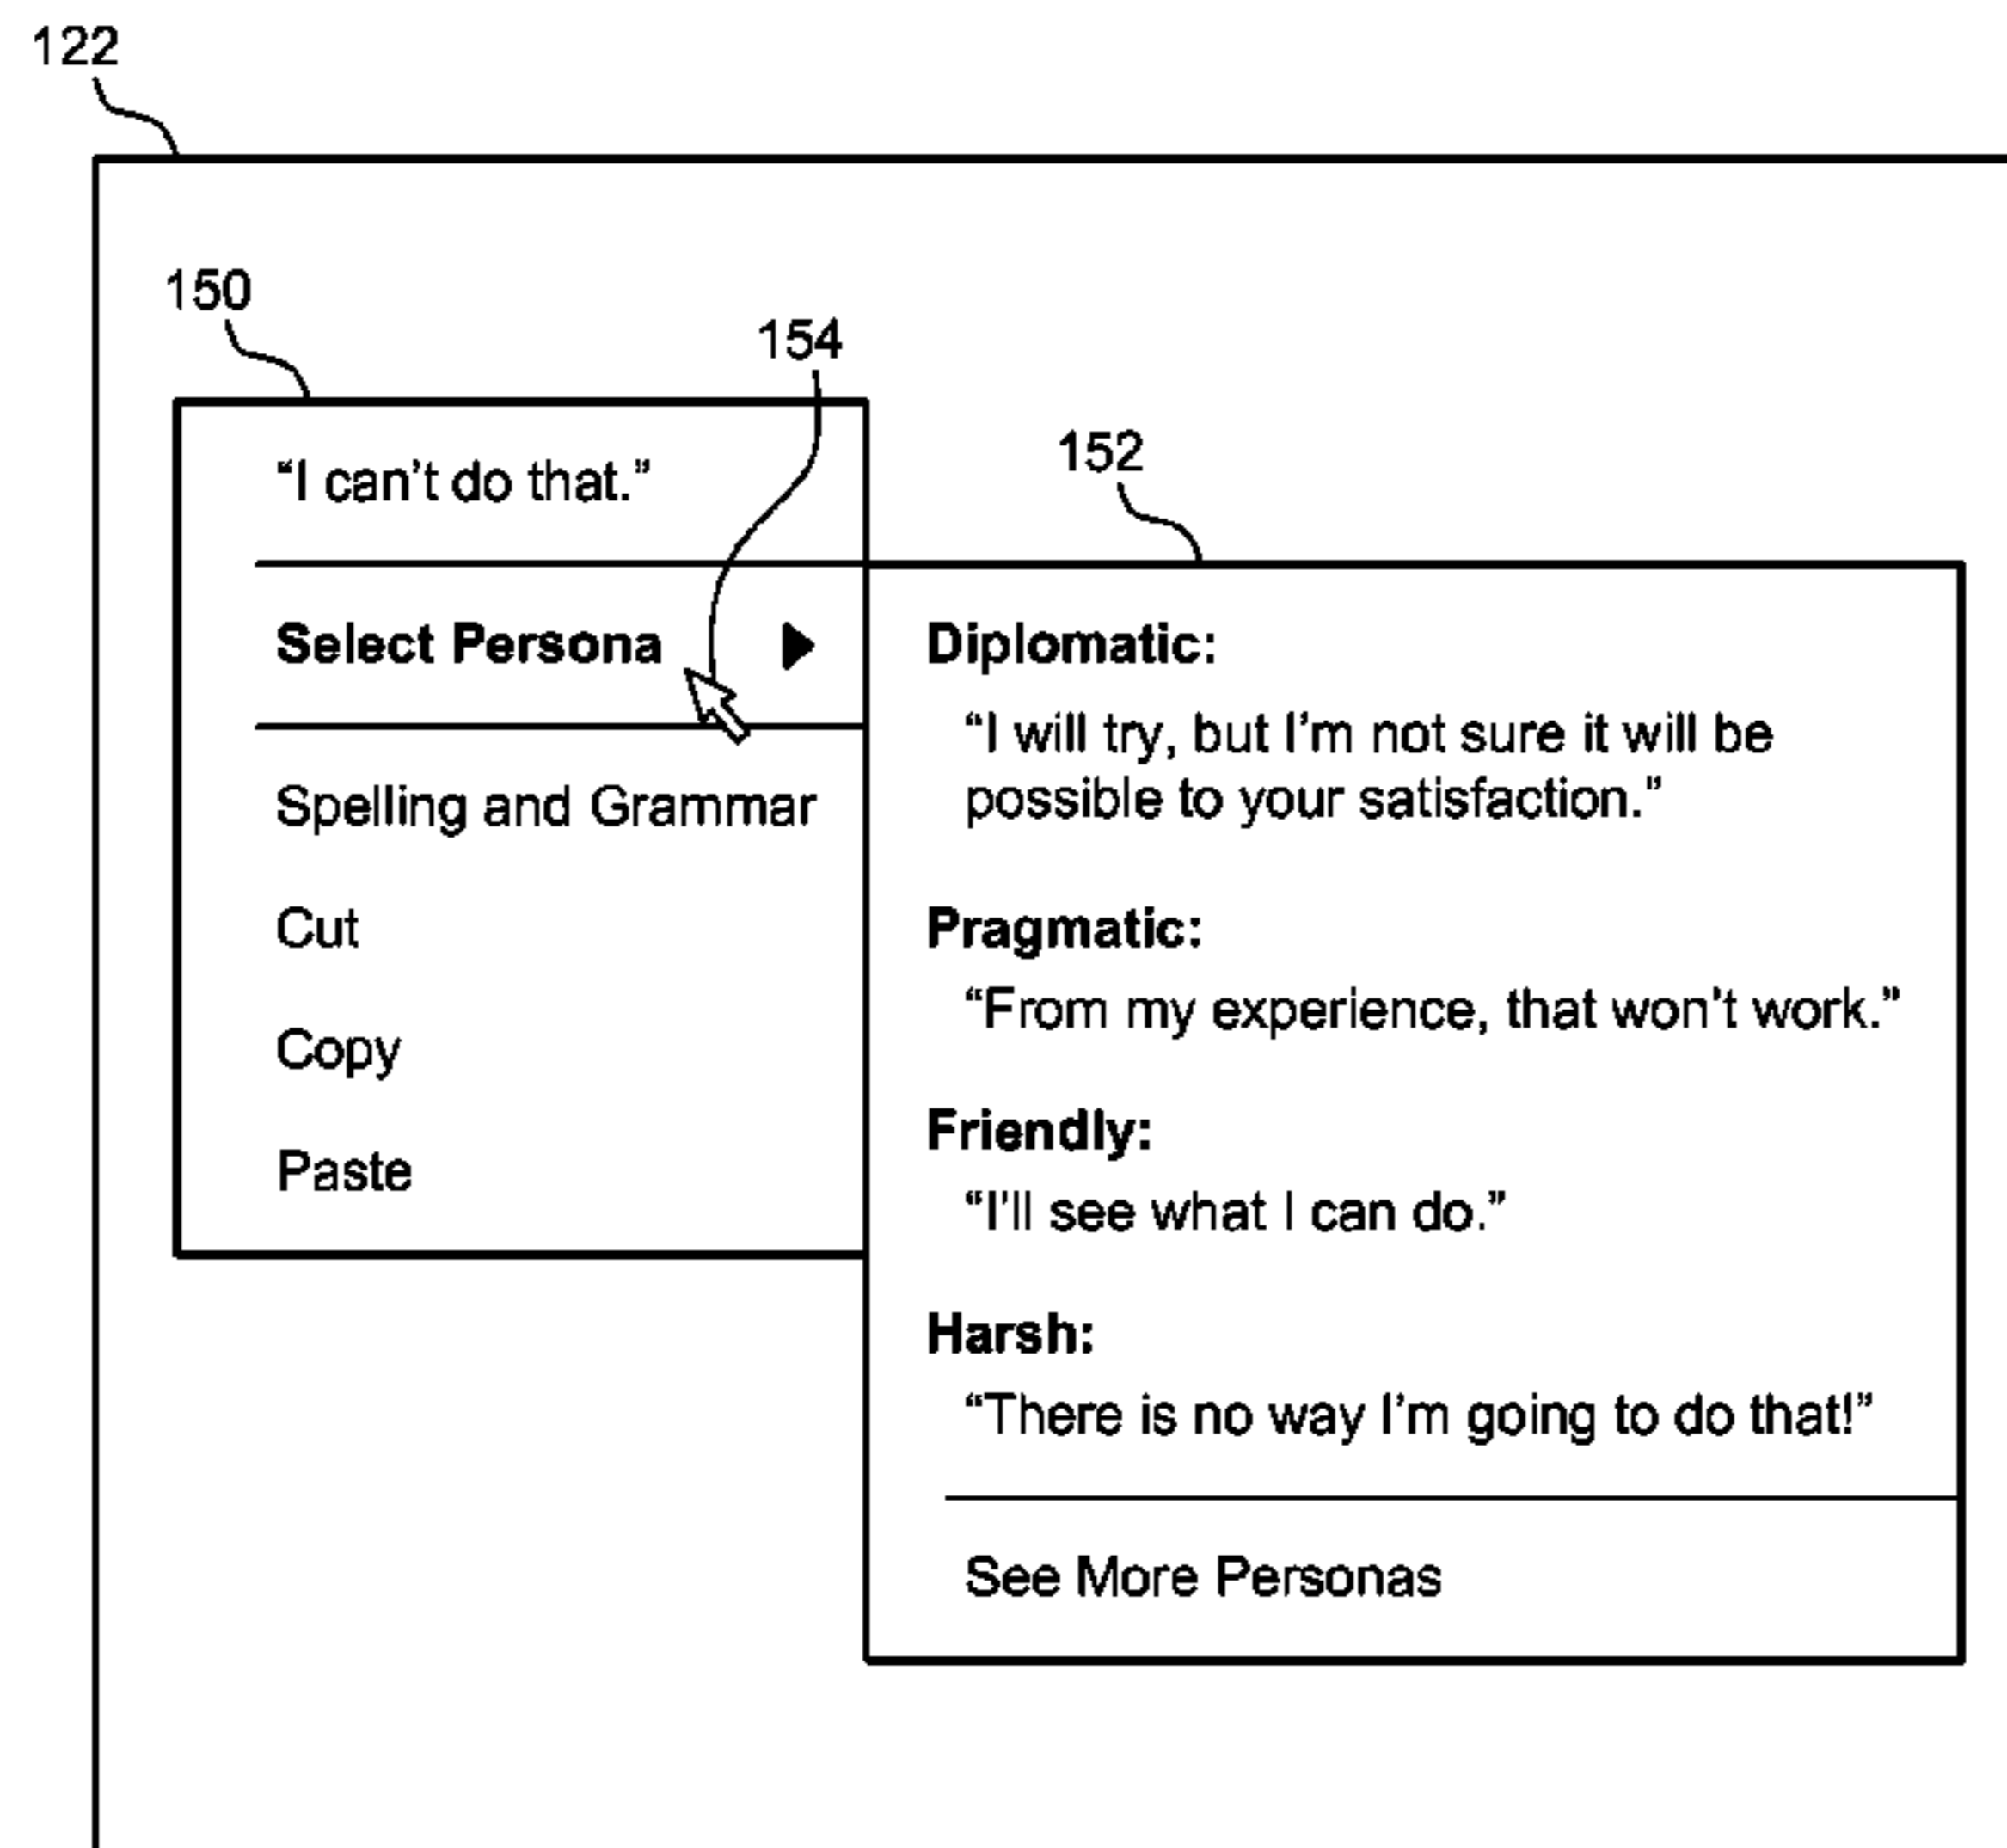 122
150
154
“I can’t do that.”
152
Select Persona
Spelling and Grammar
Cut
Copy
Paste
Diplomatic:
“I will try, but I’m not sure it will be
possible to your satisfaction.”
Pragmatic:
“From my experience, that won’t work.”
Friendly:
“I’ll see what I can do.”
Harsh:
“There is no way I’m going to do that!”
See More Personas